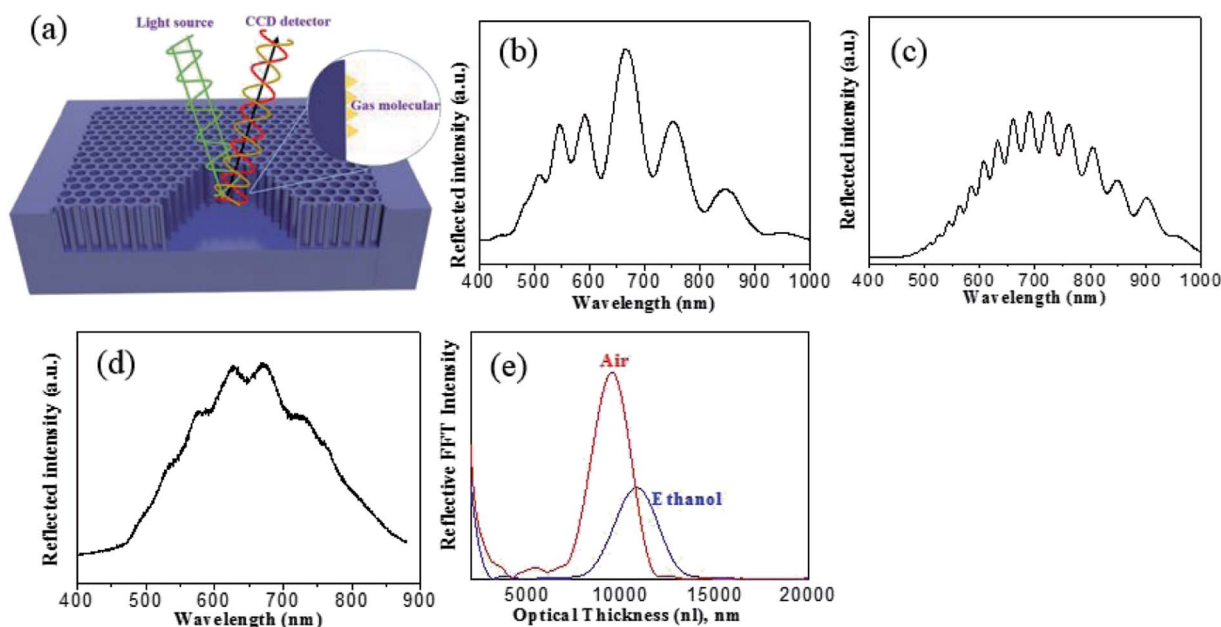 (a)
Light source
CCD detector
Gas molecular
(b)
Reflected intensity (a.u.)
400 500 600 700 800 900 1000
Wavelength (nm)
(c)
Reflected intensity (a.u.)
400 500 600 700 800 900 1000
Wavelength (nm)
(d)
Reflected intensity (a.u.)
400 500 600 700 800 900
Wavelength (nm)
(e)
Reflective FFT Intensity
Air
Ethanol
5000 10000 15000 20000
Optical Thickness (nl), nm